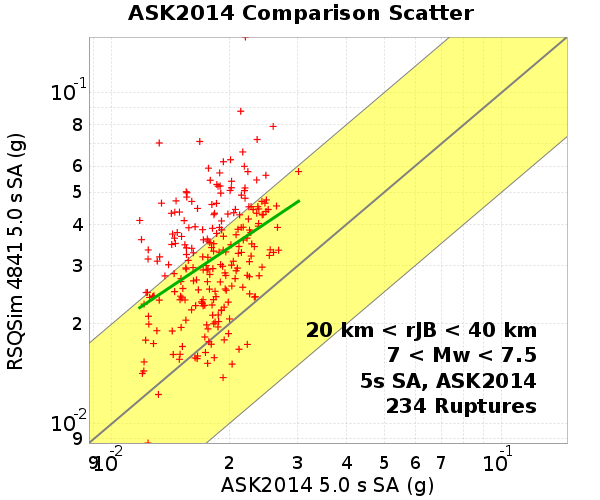 ASK2014 Comparison Scatter
RSQSim 4841 5.0 s SA (g)
10⁻¹
8
6
5
4
3
2
10⁻²
9
20 km < rJB < 40 km
7 < Mw < 7.5
5s SA, ASK2014
234 Ruptures
9 10⁻² 2 3 4 5 6 7 10⁻¹
ASK2014 5.0 s SA (g)